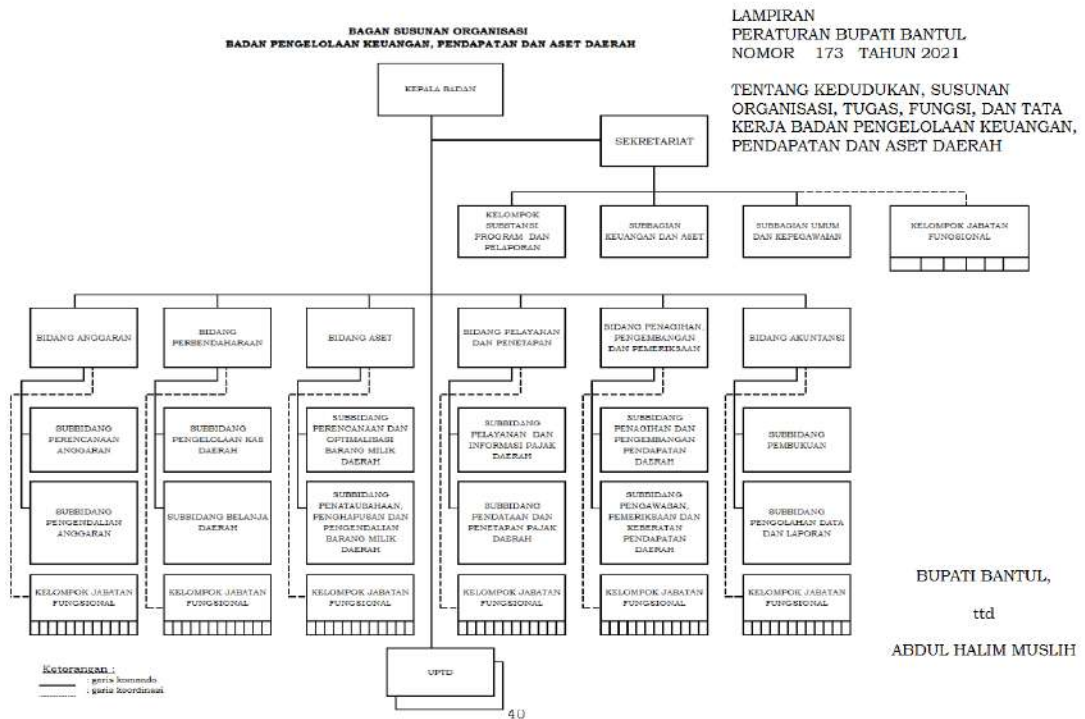 LAMPIRAN
PERATURAN BUPATI BANTUL
NOMOR 173 TAHUN 2021
TENTANG KEDUDUKAN, SUSUNAN
ORGANISASI, TUGAS, FUNGSI, DAN TATA
KERJA BADAN PENGELOLAAN KEUANGAN,
PENDAPATAN DAN ASET DAERAH
BAGAN SUSUNAN ORGANISASI
BADAN PENGELOLAAN KEUANGAN, PENDAPATAN DAN ASET DAERAH
KEPALA BADAN
SEKRETARIAT
KELOMPOK
SUBSTANSI
PROGRAM DAN
PELAPORAN
SUBBAGIAN
KEUANGAN DAN ASET
SUBBAGIAN UMUM
DAN KEPEGAWAIAN
KELOMPOK JABATAN
FUNGSIONAL
BIDANG ANGGARAN
BIDANG
PERBENDAHARAAN
BIDANG ASET
BIDANG PELAYANAN
DAN PENETAPAN
BIDANG PENAGIHAN,
PENGEMBANGAN
DAN PEMERIKSAAN
BIDANG AKUNTANSI
SUBBIDANG
PERENCANAAN
ANGGARAN
SUBBIDANG
PENGELOLAAN KAS
DAERAH
SUBBIDANG
PERENCANAAN DAN
OPTIMALISASI
BARANG MILIK
DAERAH
SUBBIDANG
PELAYANAN DAN
INFORMASI PAJAK
DAERAH
SUBBIDANG
PENAGIHAN DAN
PENGEMBANGAN
PENDAPATAN
DAERAH
SUBBIDANG
PEMBUKUAN
SUBBIDANG
PENGENDALIAN
ANGGARAN
SUBBIDANG BELANJA
DAERAH
SUBBIDANG
PENATAUSAHAAN,
PENGHAPUSAN DAN
PENGENDALIAN
BARANG MILIK
DAERAH
SUBBIDANG
PENDATAAN DAN
PENETAPAN PAJAK
DAERAH
SUBBIDANG
PENGAWASAN,
PEMERIKSAAN DAN
KEBERATAN
PENDAPATAN
DAERAH
SUBBIDANG
PENGOLAHAN DATA
DAN LAPORAN
KELOMPOK JABATAN
FUNGSIONAL
KELOMPOK JABATAN
FUNGSIONAL
KELOMPOK JABATAN
FUNGSIONAL
KELOMPOK JABATAN
FUNGSIONAL
KELOMPOK JABATAN
FUNGSIONAL
KELOMPOK JABATAN
FUNGSIONAL
UPTD
Keterangan :
: garis komando
: garis koordinasi
BUPATI BANTUL,
ttd
ABDUL HALIM MUSLIH
40